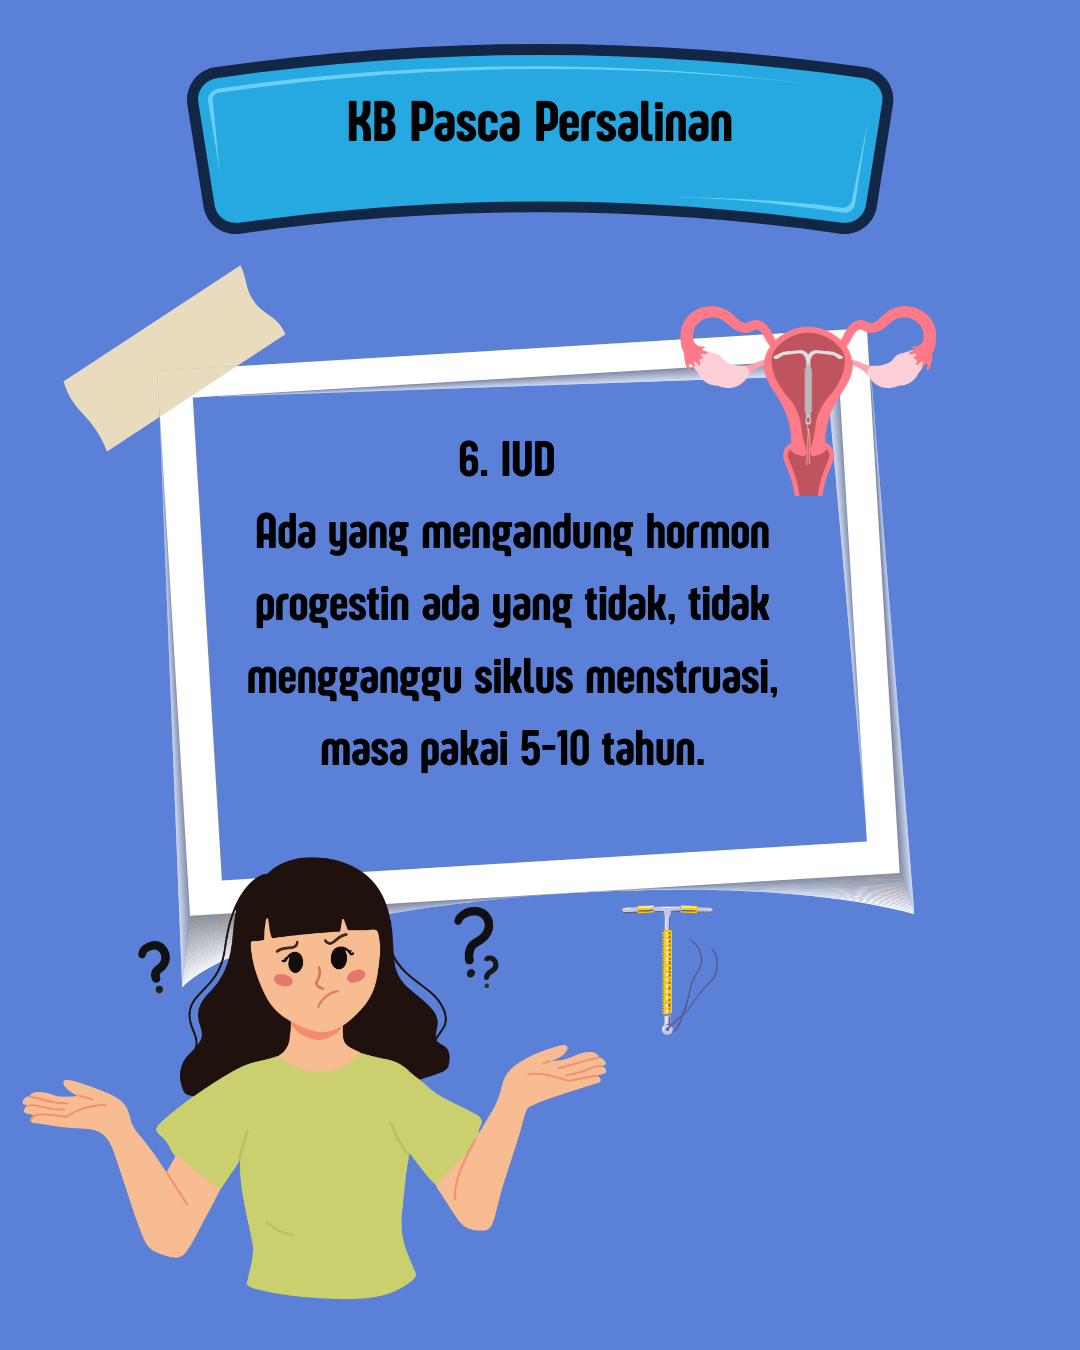 KB Pasca Persalinan
6. IUD
Ada yang mengandung hormon
progestin ada yang tidak, tidak
mengganggu siklus menstruasi,
masa pakai 5-10 tahun.
?
?
?